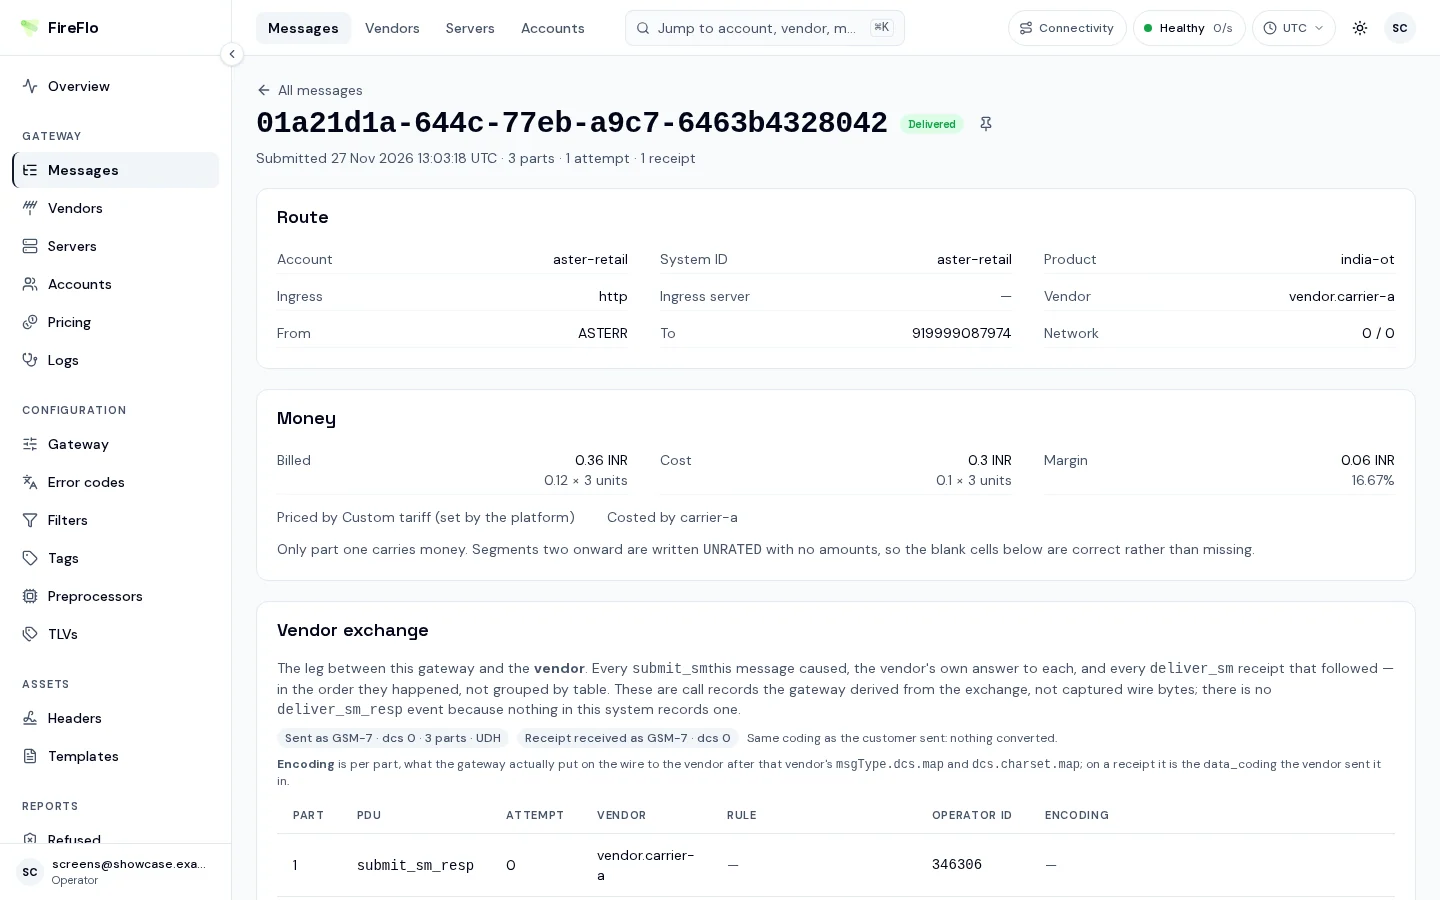 FireFlo
Messages
Vendors
Servers
Accounts
Jump to account, vendor, m...
⌘K
Connectivity
Healthy 0/s
UTC
SC
Overview
GATEWAY
Messages
Vendors
Servers
Accounts
Pricing
Logs
CONFIGURATION
Gateway
Error codes
Filters
Tags
Preprocessors
TLVs
ASSETS
Headers
Templates
REPORTS
Refused
SC
screens@showcase.exa...
Operator
All messages
01a21d1a-644c-77eb-a9c7-6463b4328042 Delivered
Submitted 27 Nov 2026 13:03:18 UTC · 3 parts · 1 attempt · 1 receipt
Route
Account aster-retail System ID aster-retail Product india-ot
Ingress http Ingress server — Vendor vendor.carrier-a
From ASTERR To 919999087974 Network 0 / 0
Money
Billed 0.36 INR Cost 0.3 INR Margin 0.06 INR
0.12 × 3 units 0.1 × 3 units 16.67%
Priced by Custom tariff (set by the platform) Costed by carrier-a
Only part one carries money. Segments two onward are written UNRATED with no amounts, so the blank cells below are correct rather than missing.
Vendor exchange
The leg between this gateway and the vendor. Every submit_smthis message caused, the vendor's own answer to each, and every deliver_sm receipt that followed —
in the order they happened, not grouped by table. These are call records the gateway derived from the exchange, not captured wire bytes; there is no
deliver_sm_resp event because nothing in this system records one.
Sent as GSM-7 · dcs 0 · 3 parts · UDH Receipt received as GSM-7 · dcs 0 Same coding as the customer sent: nothing converted.
Encoding is per part, what the gateway actually put on the wire to the vendor after that vendor's msgType.dcs.map and dcs.charset.map; on a receipt it is the data_coding the vendor sent it
in.
PART PDU ATTEMPT VENDOR RULE OPERATOR ID ENCODING
1 submit_sm_resp 0 vendor.carrier- — 346306 —
a